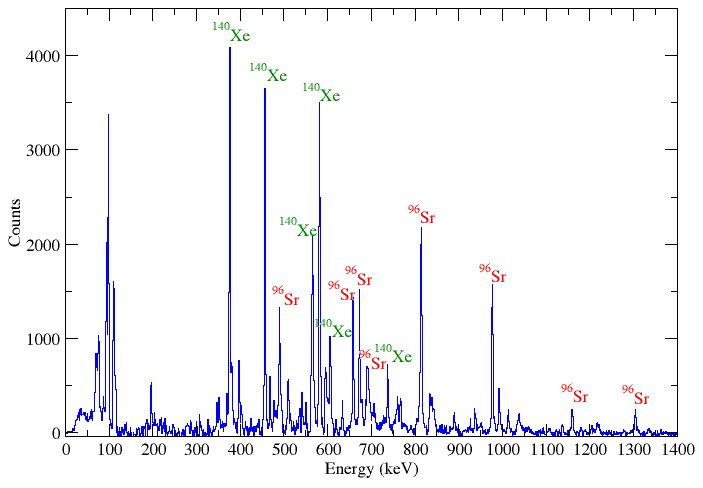 ¹⁴⁰Xe
¹⁴⁰Xe
¹⁴⁰Xe
¹⁴⁰Xe
⁹⁶Sr
⁹⁶Sr
⁹⁶Sr
⁹⁶Sr
⁹⁶Sr
¹⁴⁰Xe
⁹⁶Sr
¹⁴⁰Xe
⁹⁶Sr
⁹⁶Sr
4000
3000
2000
1000
0
Counts
0 100 200 300 400 500 600 700 800 900 1000 1100 1200 1300 1400
Energy (keV)